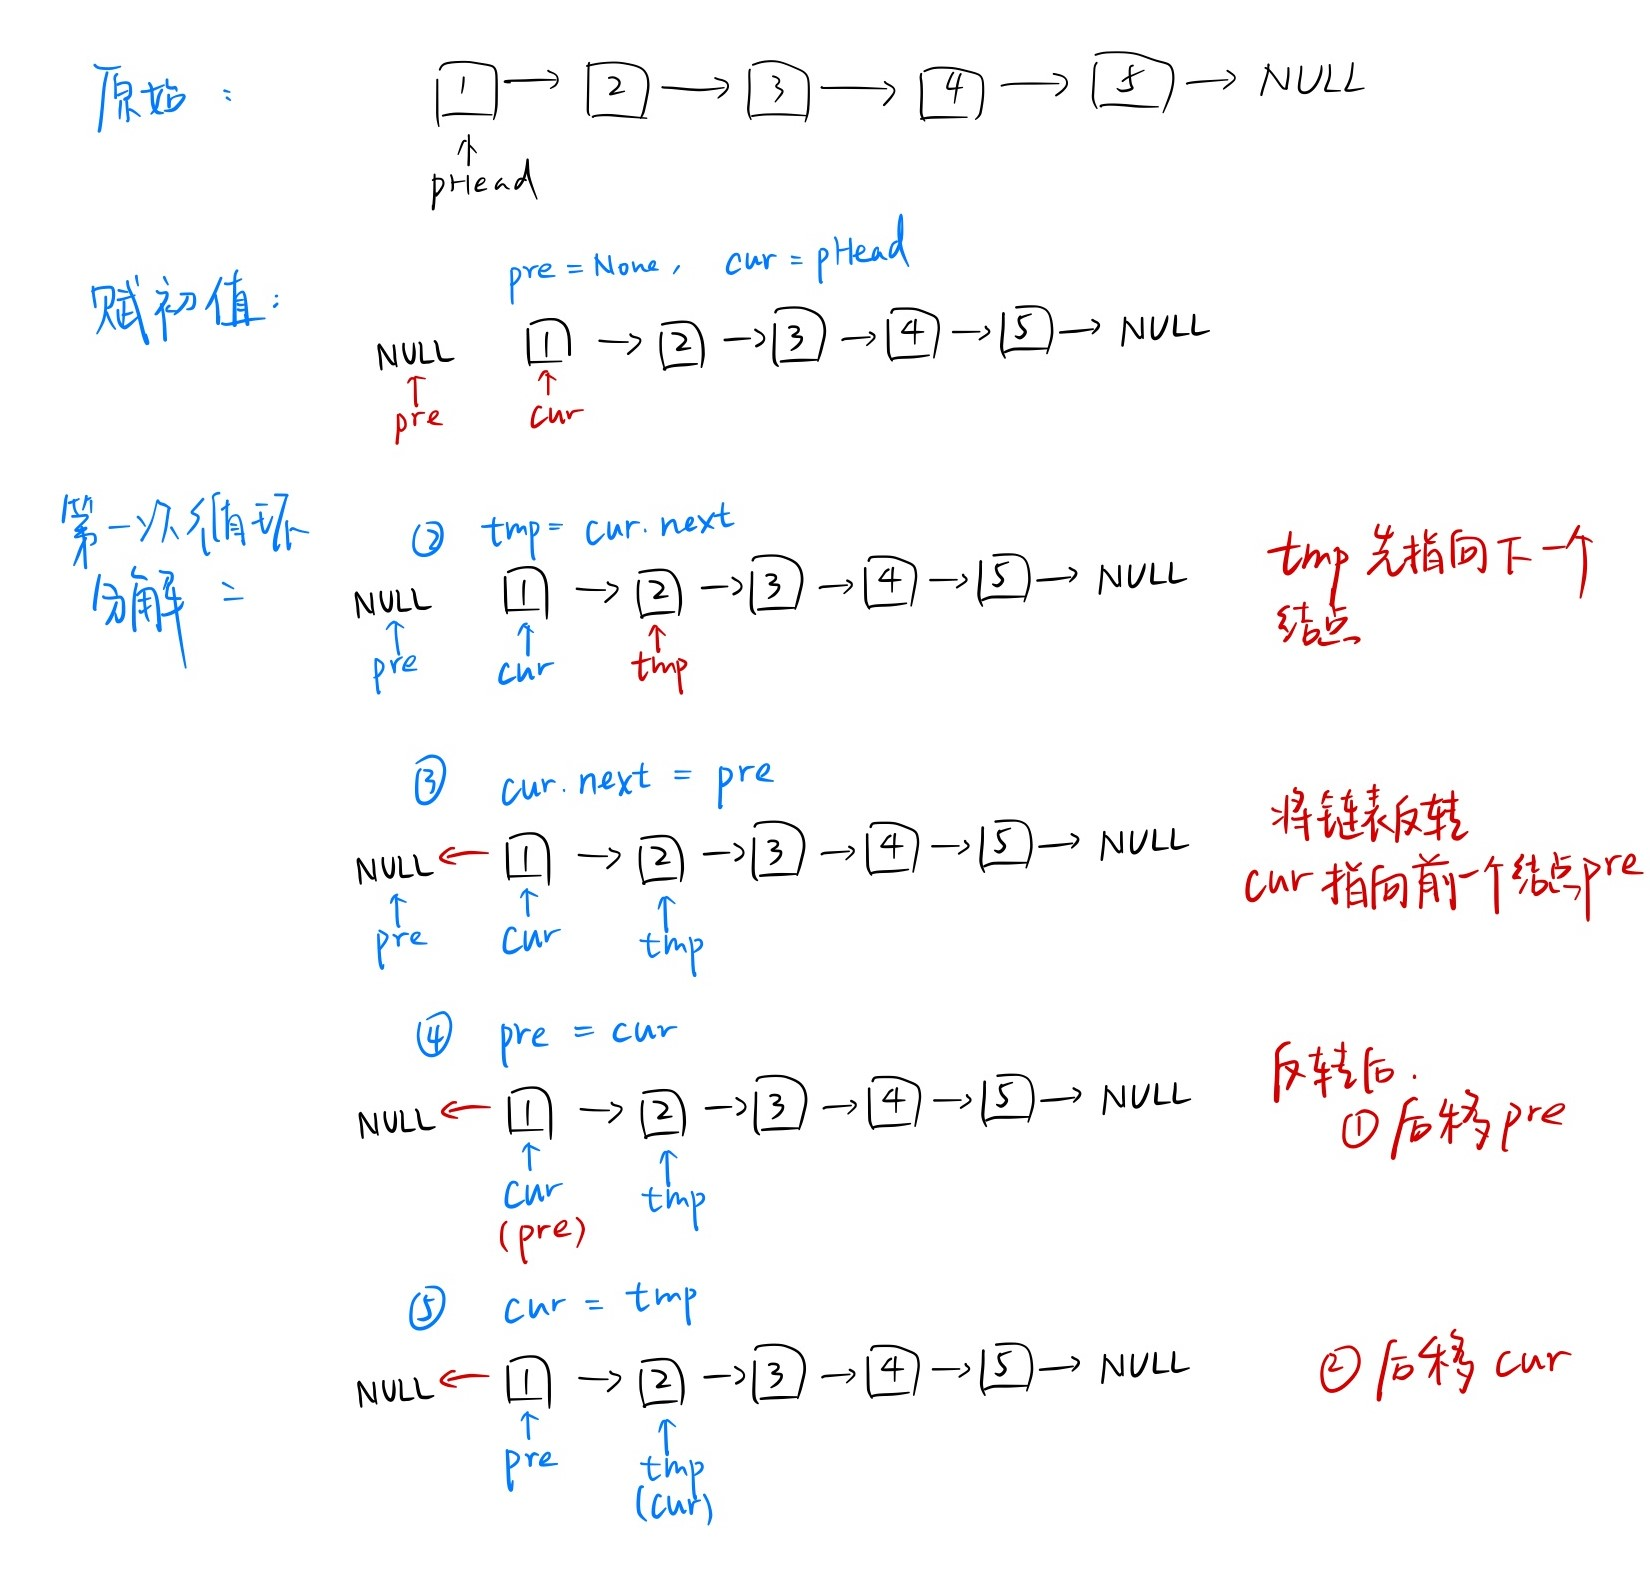 原始：
1 → 2 → 3 → 4 → 5 → NULL
↑
pHead
赋初值：
pre = None， cur = pHead
NULL 1 → 2 → 3 → 4 → 5 → NULL
↑ ↑
pre cur
第一次循环
分解：
② tmp = cur.next
NULL 1 → 2 → 3 → 4 → 5 → NULL
↑ ↑ ↑
pre cur tmp
tmp 先指向下一个
结点
③ cur.next = pre
NULL ← 1 → 2 → 3 → 4 → 5 → NULL
↑ ↑ ↑
pre cur tmp
将链表反转
cur 指向前一个结点pre
④ pre = cur
NULL ← 1 → 2 → 3 → 4 → 5 → NULL
↑ ↑
cur tmp
(pre)
反转后.
① 后移 pre
⑤ cur = tmp
NULL ← 1 → 2 → 3 → 4 → 5 → NULL
↑ ↑
pre tmp
(cur)
② 后移 cur